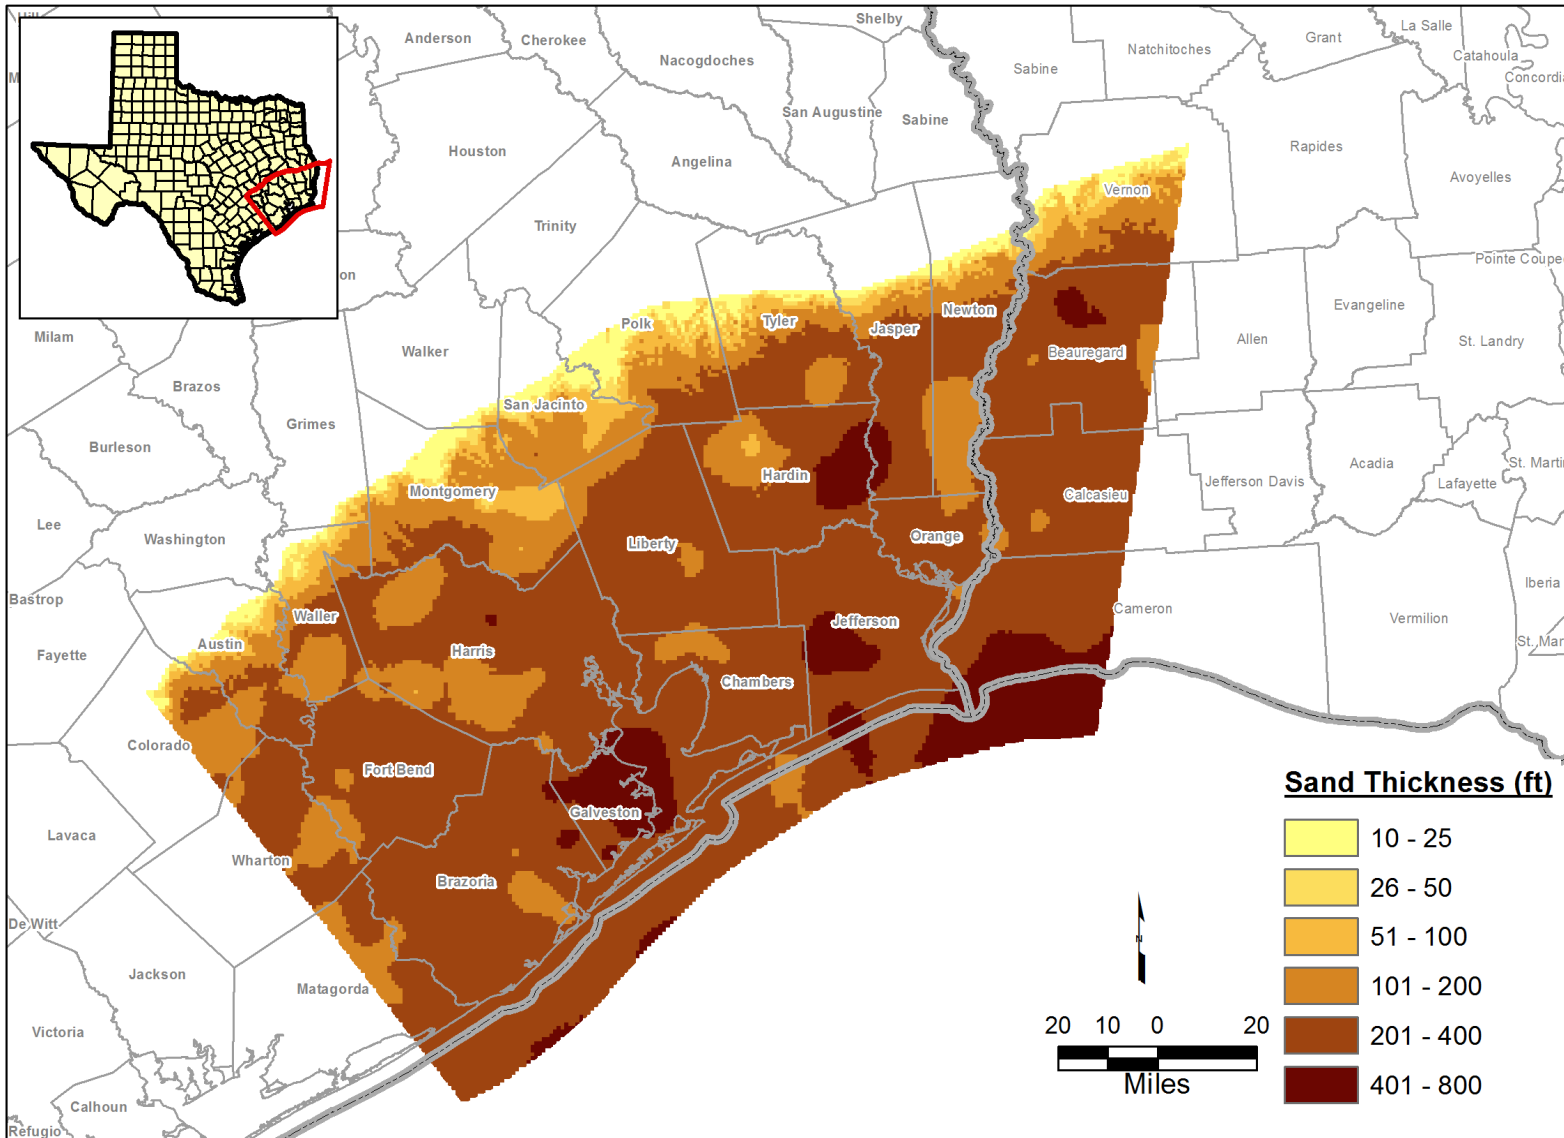 Shelby
Anderson
Cherokee
Nacogdoches
San Augustine
Sabine
Sabine
Natchitoches
Grant
La Salle
Catahoula
Concordia
Houston
Angelina
Rapides
Avoyelles
Vernon
Trinity
on
Pointe Coupee
Polk
Tyler
Jasper
Newton
Beauregard
Evangeline
Allen
St. Landry
Milam
Walker
Brazos
San Jacinto
Grimes
Burleson
Montgomery
Hardin
Calcasieu
Jefferson Davis
Acadia
Lafayette
St. Martin
Lee
Washington
Liberty
Orange
Iberia
Bastrop
Waller
Jefferson
Cameron
Vermilion
St. Mar
Fayette
Austin
Harris
Chambers
Colorado
Fort Bend
Galveston
Lavaca
Wharton
Brazoria
De Witt
Jackson
Matagorda
Victoria
Calhoun
Refugio
Sand Thickness (ft)
10 - 25
26 - 50
51 - 100
101 - 200
201 - 400
401 - 800
N
20 10 0 20
Miles